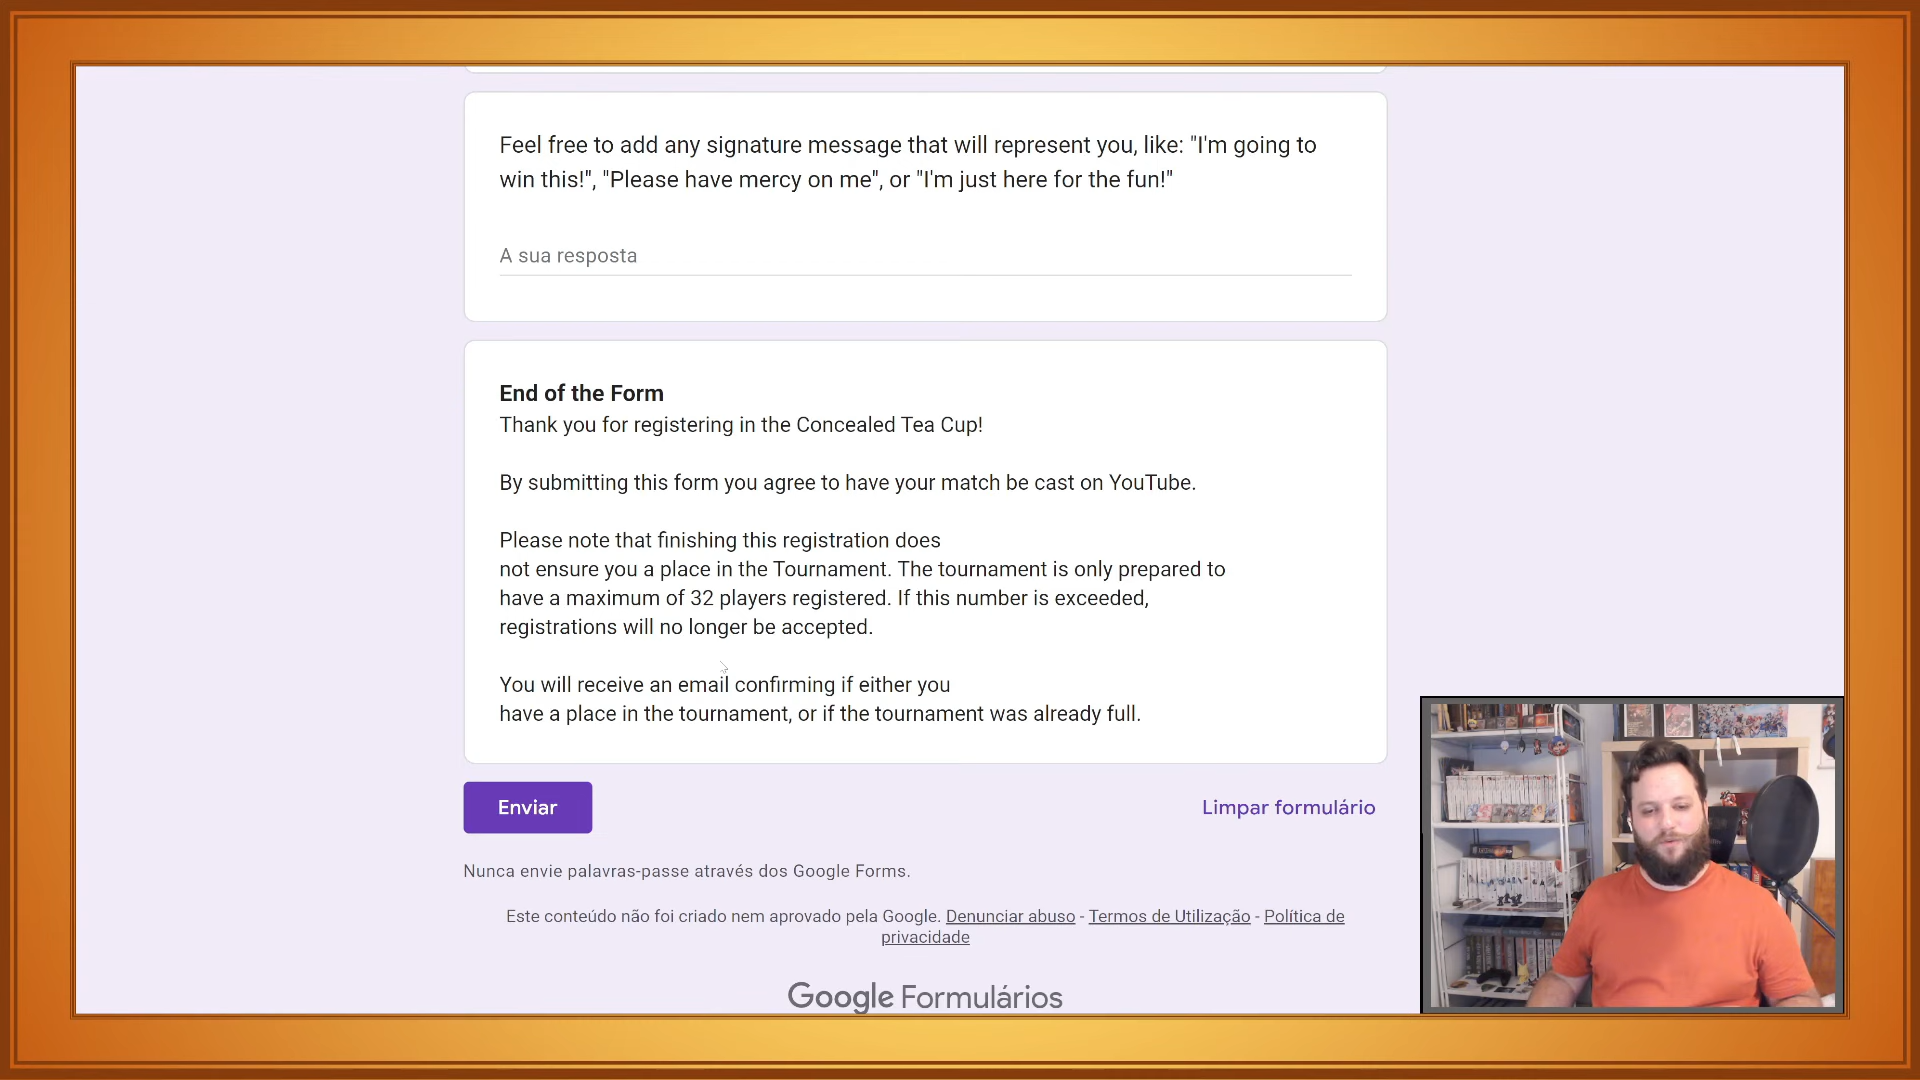 Feel free to add any signature message that will represent you, like: "I'm going to
win this!", "Please have mercy on me", or "I'm just here for the fun!"
A sua resposta
End of the Form
Thank you for registering in the Concealed Tea Cup!
By submitting this form you agree to have your match be cast on YouTube.
Please note that finishing this registration does
not ensure you a place in the Tournament. The tournament is only prepared to
have a maximum of 32 players registered. If this number is exceeded,
registrations will no longer be accepted.
You will receive an email confirming if either you
have a place in the tournament, or if the tournament was already full.
Enviar
Limpar formulário
Nunca envie palavras-passe através dos Google Forms.
Este conteúdo não foi criado nem aprovado pela Google. Denunciar abuso - Termos de Utilização - Política de
privacidade
Google Formulários